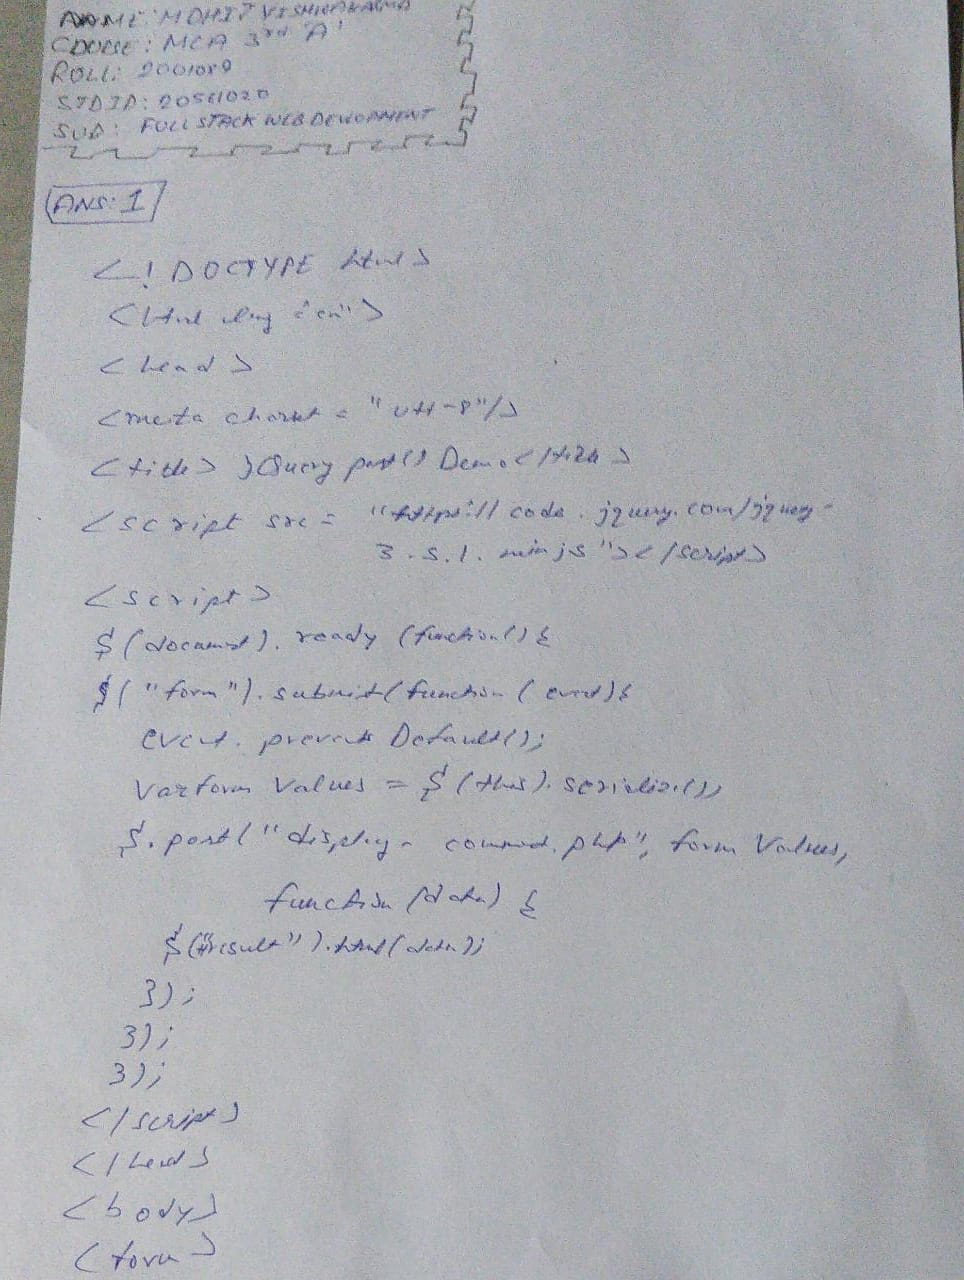 NAME: MOHIT VISHWAKARMA
COURSE: MCA 3rd 'A'
ROLL: 2001089
STDID: 20561020
SUB: FULL STACK WEB DEVELOPMENT
ANS: 1
<!DOCTYPE html>
<html lang = "en">
<head>
<meta charset = "utf-8"/>
<title> jQuery post() Demo</title>
<script src = "https://code.jquery.com/jquery-
3.5.1.min.js"></script>
<script>
$(document).ready (function(){
$("form").submit(function (event){
event.preventDefault();
var formValues = $(this).serialize();
$.post("display-comment.php", formValues,
function (data) {
$("#result").html(data);
});
});
});
</script>
</head>
<body>
<form>